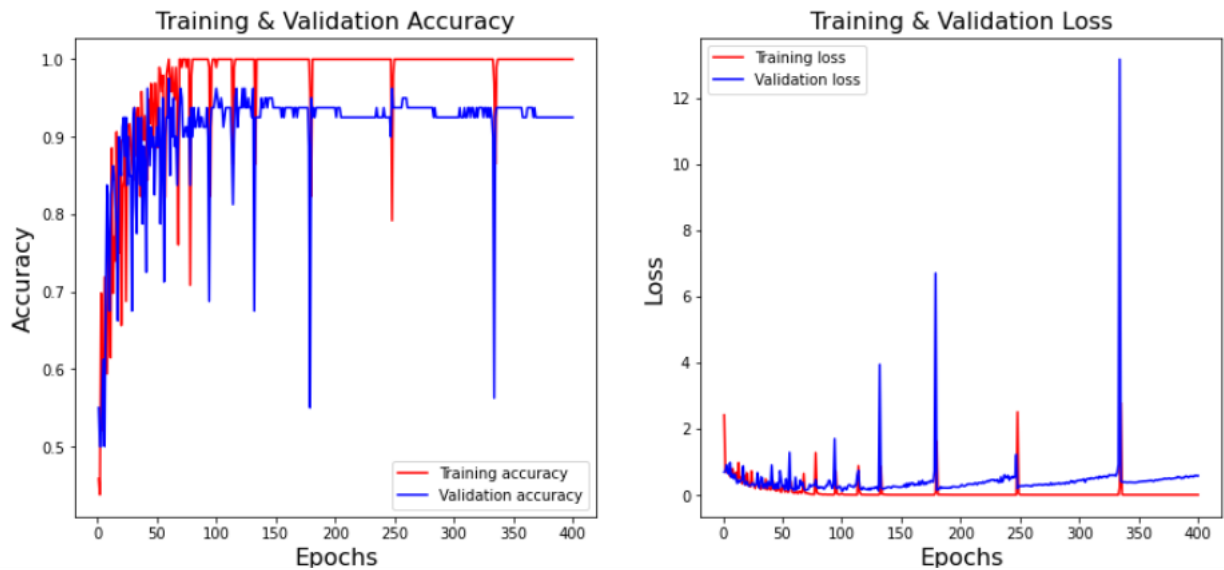 Training & Validation Accuracy
1.0
0.9
0.8
0.7
0.6
0.5
Accuracy
Training accuracy
Validation accuracy
0 50 100 150 200 250 300 350 400
Epochs
Training & Validation Loss
Training loss
Validation loss
12
10
8
6
4
2
0
Loss
0 50 100 150 200 250 300 350 400
Epochs